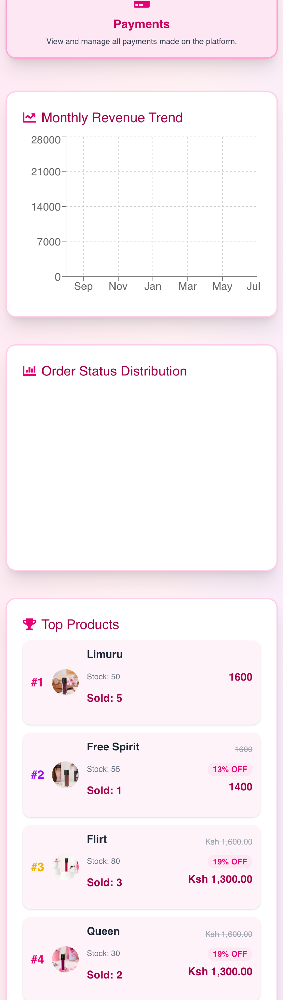 Payments
View and manage all payments made on the platform.
Monthly Revenue Trend
28000
21000
14000
7000
0
Sep Nov Jan Mar May Jul
Order Status Distribution
Top Products
Limuru
#1
Stock: 50
1600
Sold: 5
Free Spirit
1600
#2
Stock: 55
13% OFF
Sold: 1
1400
Flirt
Ksh 1,600.00
#3
Stock: 80
19% OFF
Sold: 3
Ksh 1,300.00
Queen
Ksh 1,600.00
#4
Stock: 30
19% OFF
Sold: 2
Ksh 1,300.00